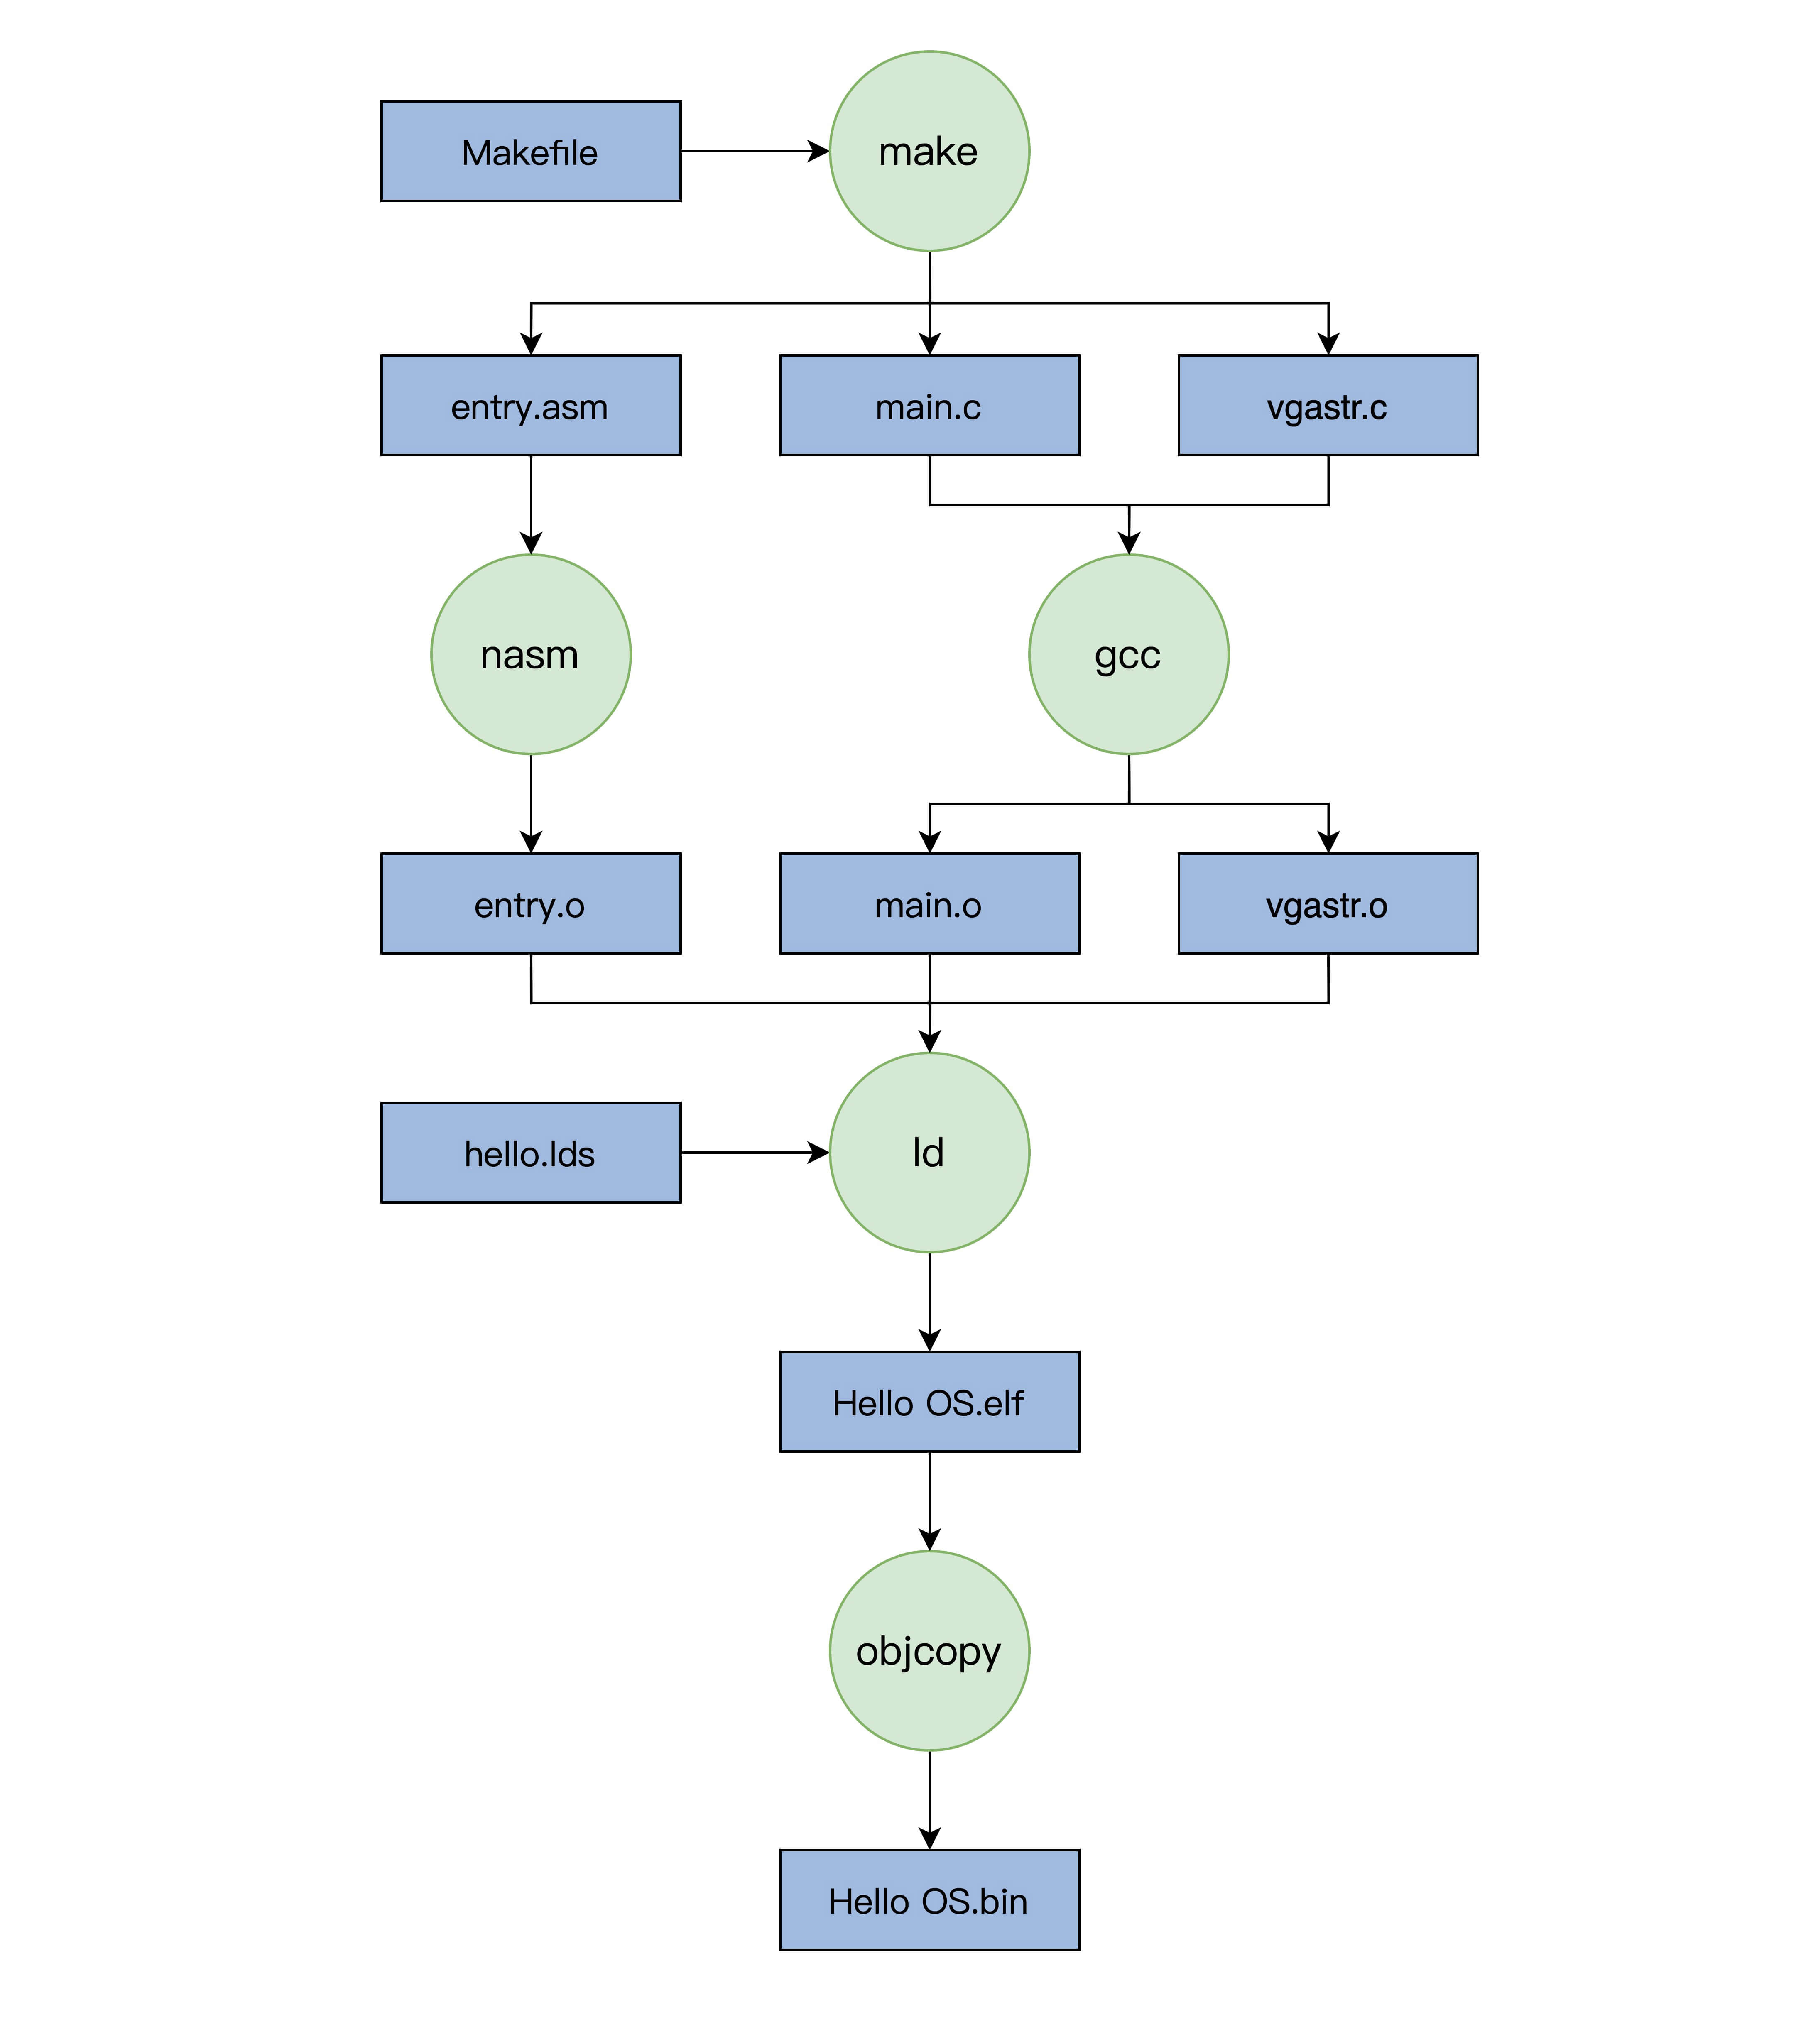 Makefile
make
entry.asm
main.c
vgastr.c
nasm
gcc
entry.o
main.o
vgastr.o
hello.lds
ld
Hello OS.elf
objcopy
Hello OS.bin